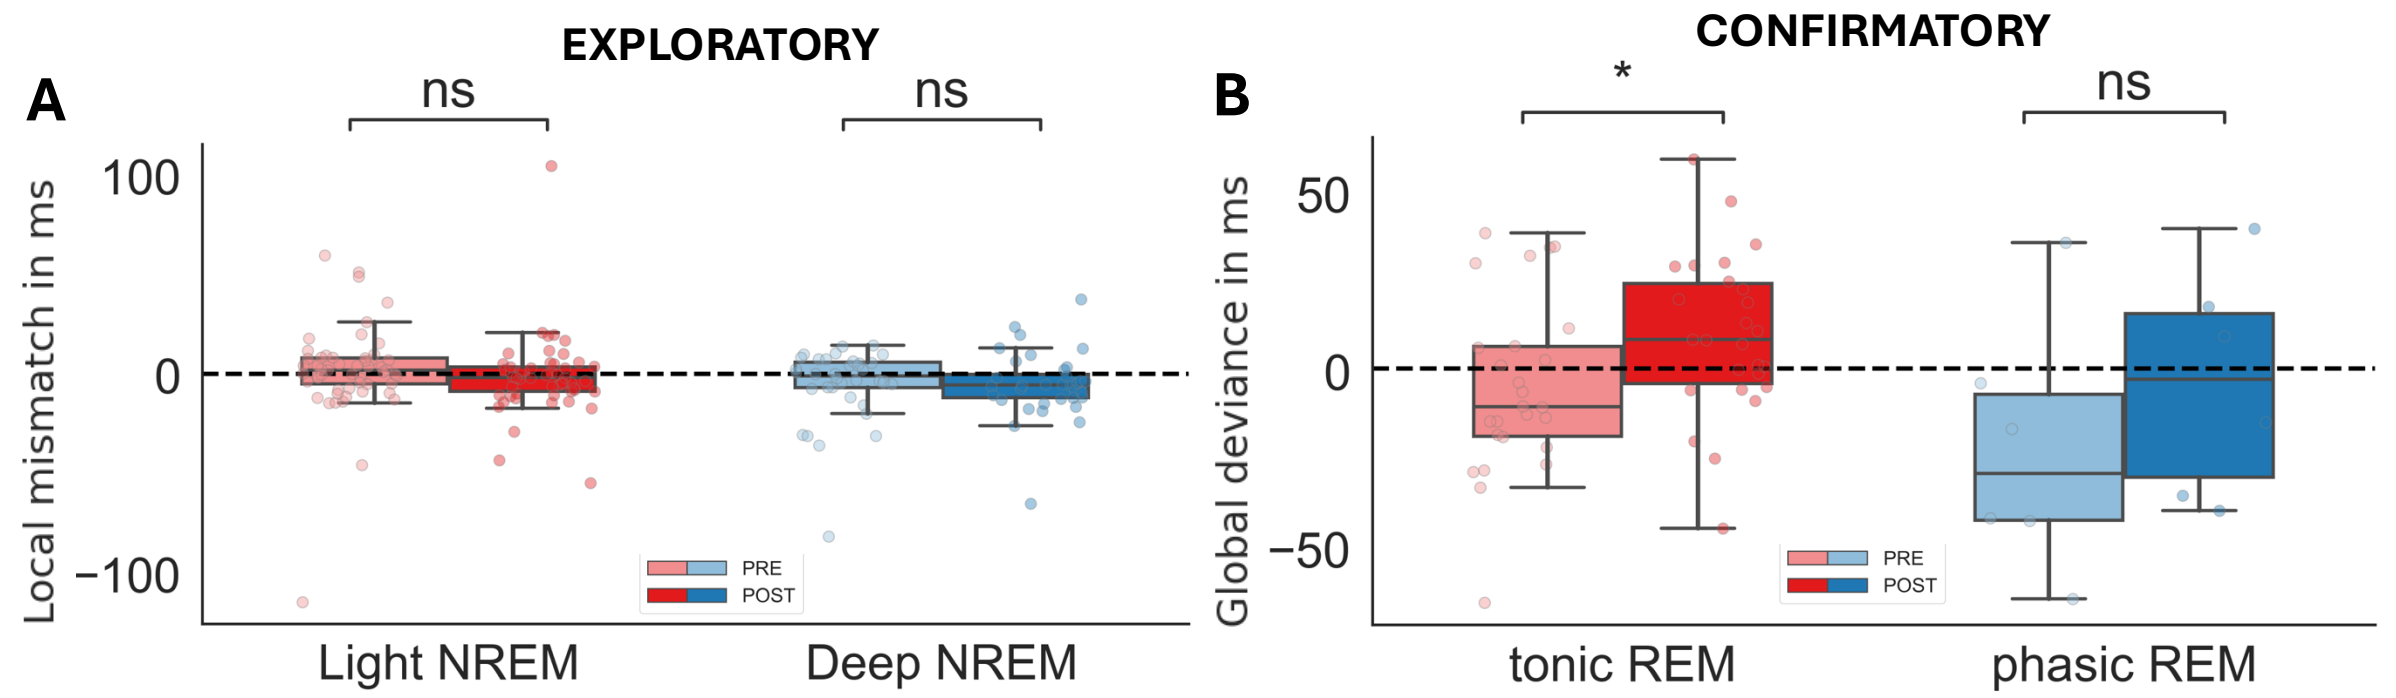 EXPLORATORY
A
ns
ns
Local mismatch in ms
100
0
−100
PRE
POST
Light NREM
Deep NREM
CONFIRMATORY
B
*
ns
Global deviance in ms
50
0
−50
PRE
POST
tonic REM
phasic REM